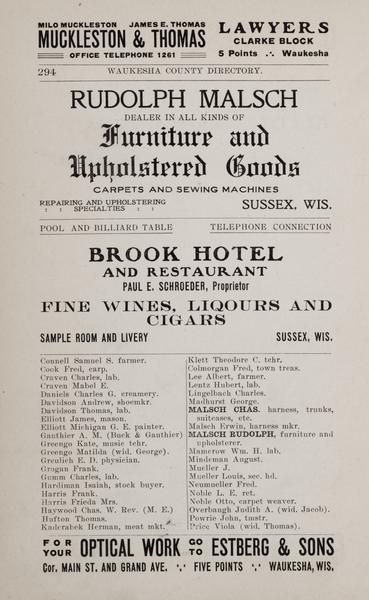 MILO MUCKLESTON JAMES E. THOMAS
MUCKLESTON & THOMAS
OFFICE TELEPHONE 1261
LAWYERS
CLARKE BLOCK
5 Points .·. Waukesha
294 WAUKESHA COUNTY DIRECTORY.
RUDOLPH MALSCH
DEALER IN ALL KINDS OF
Furniture and
Upholstered Goods
CARPETS AND SEWING MACHINES
REPAIRING AND UPHOLSTERING
: : SPECIALTIES : :
SUSSEX, WIS.
POOL AND BILLIARD TABLE TELEPHONE CONNECTION
BROOK HOTEL
AND RESTAURANT
PAUL E. SCHROEDER, Proprietor
FINE WINES, LIQOURS AND
CIGARS
SAMPLE ROOM AND LIVERY SUSSEX, WIS.
Connell Samuel S. farmer.
Cook Fred, carp.
Craven Charles, lab.
Craven Mabel E.
Daniels Charles G. creamery.
Davidson Andrew, shoemkr.
Davidson Thomas, lab.
Elliott James, mason.
Elliott Michigan G. E. painter.
Gauthier A. M. (Buck & Gauthier)
Greengo Kate, music tchr.
Greengo Matilda (wid. George).
Greulich E. D. physician.
Grogan Frank.
Gumm Charles, lab.
Hardiman Isaiah, stock buyer.
Harris Frank.
Harris Frieda Mrs.
Haywood Chas. W. Rev. (M. E.)
Hufton Thomas.
Kaderabek Herman, meat mkt.
Klett Theodore C. tchr.
Colmorgan Fred, town treas.
Lee Albert, farmer.
Lentz Hubert, lab.
Lingelbach Charles.
Madhurst George.
MALSCH CHAS. harness, trunks,
suitcases, etc.
Malsch Erwin, harness mkr.
MALSCH RUDOLPH, furniture and
upholsterer.
Mamerow Wm. H. lab.
Mindeman August.
Mueller J.
Mueller Louis, sec. hd.
Neumueller Fred.
Noble L. E. ret.
Noble Otto, carpet weaver.
Overbaugh Judith A. (wid. Jacob).
Powrie John, tmstr.
Price Viola (wid. Thomas).
FOR YOUR OPTICAL WORK GO TO ESTBERG & SONS
Cor. MAIN ST. AND GRAND AVE. ·.· FIVE POINTS ·.· WAUKESHA, WIS,